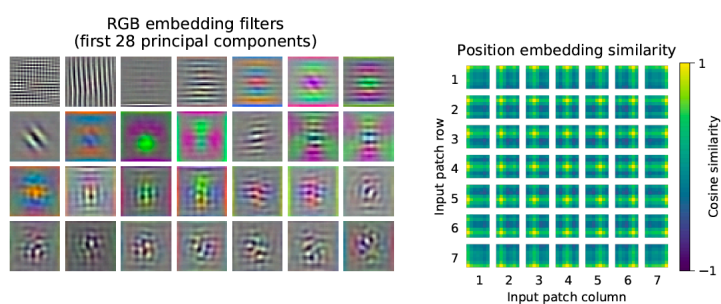 RGB embedding filters
(first 28 principal components)
Position embedding similarity
1
2
3
4
5
6
7
Input patch row
1 2 3 4 5 6 7
Input patch column
1
−1
Cosine similarity